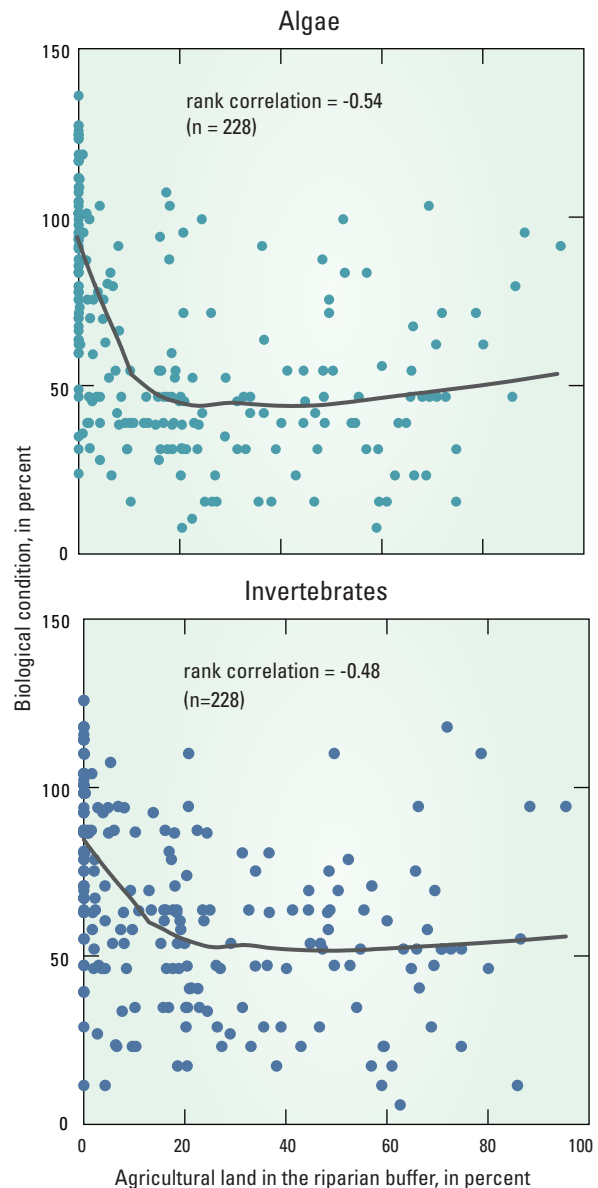 Algae
150
rank correlation = -0.54
(n = 228)
100
50
0
Biological condition, in percent
Invertebrates
150
rank correlation = -0.48
(n=228)
100
50
0
0 20 40 60 80 100
Agricultural land in the riparian buffer, in percent